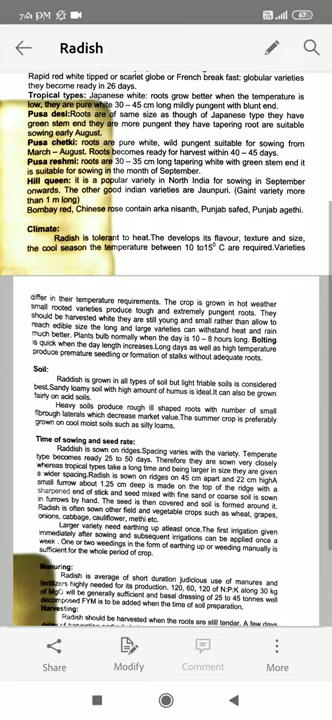 7:01 PM
67
Radish
Rapid red white tipped or scarlet globe or French break fast: globular varieties
they become ready in 26 days.
Tropical types: Japanese white: roots grow better when the temperature is
low, they are pure white 30 – 45 cm long mildly pungent with blunt end.
Pusa desi:Roots are of same size as though of Japanese type they have
green stem end they are more pungent they have tapering root are suitable
sowing early August.
Pusa chetki: roots are pure white, wild pungent suitable for sowing from
March – August. Roots becomes ready for harvest within 40 – 45 days.
Pusa reshmi: roots are 30 – 35 cm long tapering white with green stem end it
is suitable for sowing in the month of September.
Hill queen: it is a popular variety in North India for sowing in September
onwards. The other good indian varieties are Jaunpuri. (Gaint variety more
than 1 m long)
Bombay red, Chinese rose contain arka nisanth, Punjab safed, Punjab agethi.
Climate:
Radish is tolerant to heat.The develops its flavour, texture and size,
the cool season the temperature between 10 to15⁰ C are required.Varieties
differ in their temperature requirements. The crop is grown in hot weather
small rooted varieties produce tough and extremely pungent roots. They
should be harvested white they are still young and small rather than allow to
reach edible size the long and large varieties can withstand heat and rain
much better. Plants bulb normally when the day is 10 – 8 hours long. Bolting
is quick when the day length increases.Long days as well as high temperature
produce premature seedling or formation of stalks without adequate roots.
Soil:
Raddish is grown in all types of soil but light friable soils is considered
best.Sandy loamy soil with high amount of humus is ideal.It can also be grown
fairly on acid soils.
Heavy soils produce rough ill shaped roots with number of small
fibrough laterals which decrease market value.The summer crop is preferbly
grown on cool moist soils such as silty loams.
Time of sowing and seed rate:
Raddish is sown on ridges.Spacing varies with the variety. Temperate
type becomes ready 25 to 50 days. Therefore they are sown very closely
whereas tropical types take a long time and being larger in size they are given
a wider spacing.Radish is sown on ridges on 45 cm apart and 22 cm highA
small furrow about 1.25 cm deep is made on the top of the ridge with a
sharpened end of stick and seed mixed with fine sand or coarse soil is sown
in furrows by hand. The seed is then covered and soil is formed around it.
Radish is often sown other field and vegetable crops such as wheat, grapes,
onions, cabbage, cauliflower, methi etc.
Larger variety need earthing up atleast once.The first irrigation given
immediately after sowing and subsequent irrigations can be applied once a
week . One or two weedings in the form of earthing up or weeding manually is
sufficient for the whole period of crop.
Manuring:
Radish is average of short duration judicious use of manures and
fertilizers highly needed for its production. 120, 60, 120 of N:P:K along 30 kg
of MgO will be generally sufficient and basal dressing of 25 to 45 tonnes well
decomposed FYM is to be added when the time of soil preparation.
Harvesting:
Radish should be harvested when the roots are still tender. A few days
Share
Modify
Comment
More